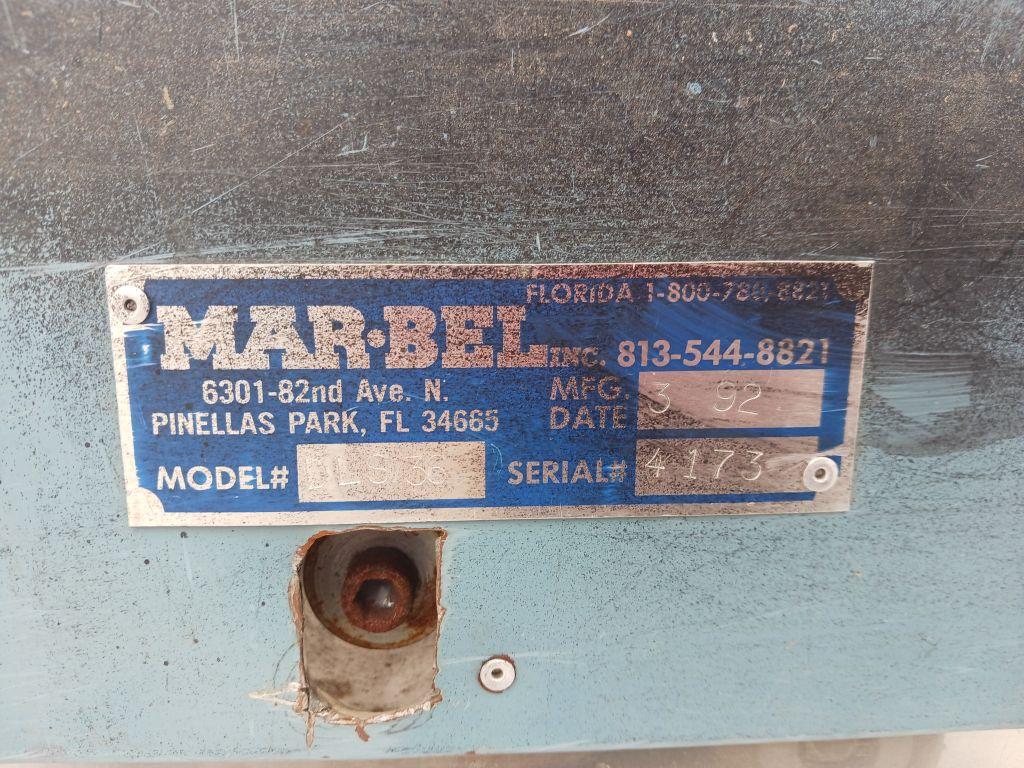 FLORIDA 1-800-780-8821
MAR·BEL INC. 813-544-8821
6301-82nd Ave. N.
PINELLAS PARK, FL 34665
MFG. DATE 3 92
MODEL#
SERIAL# 4173